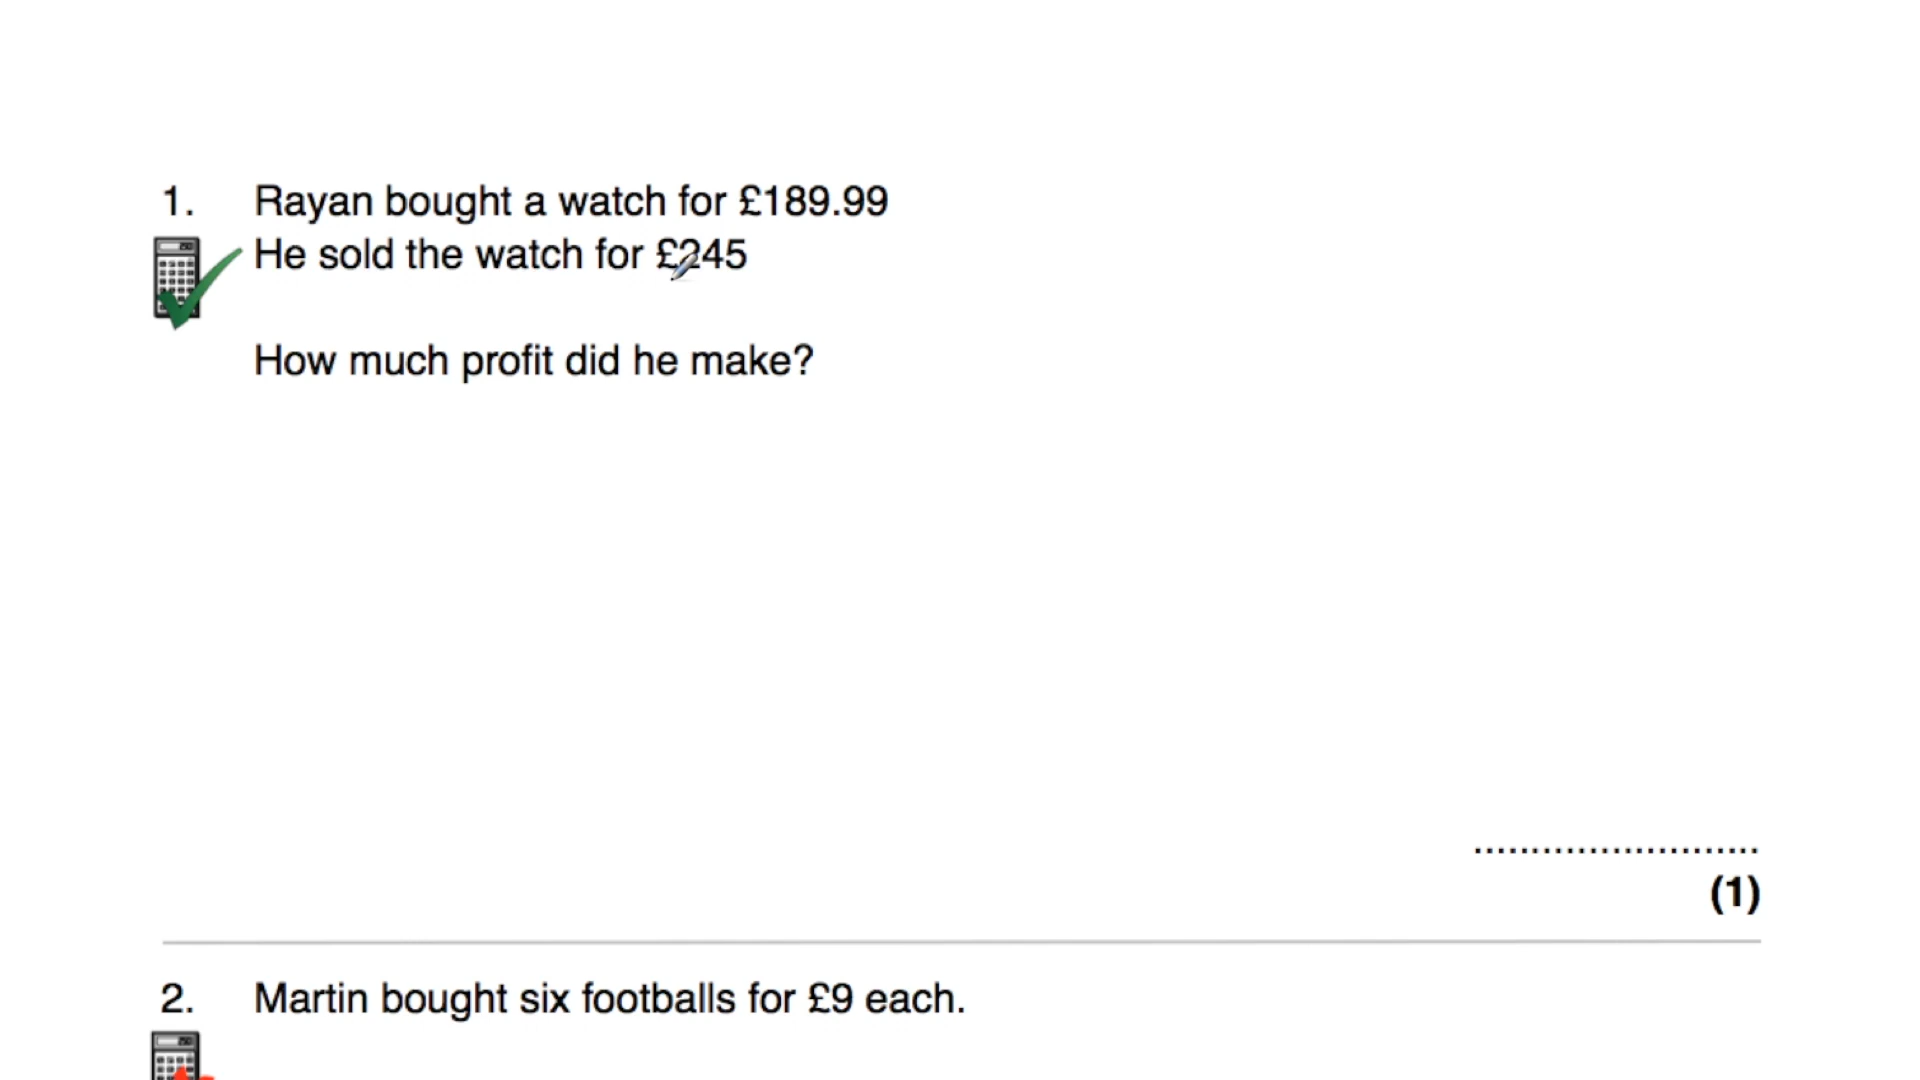 1. Rayan bought a watch for £189.99
He sold the watch for £245
How much profit did he make?
.........................
(1)
2. Martin bought six footballs for £9 each.